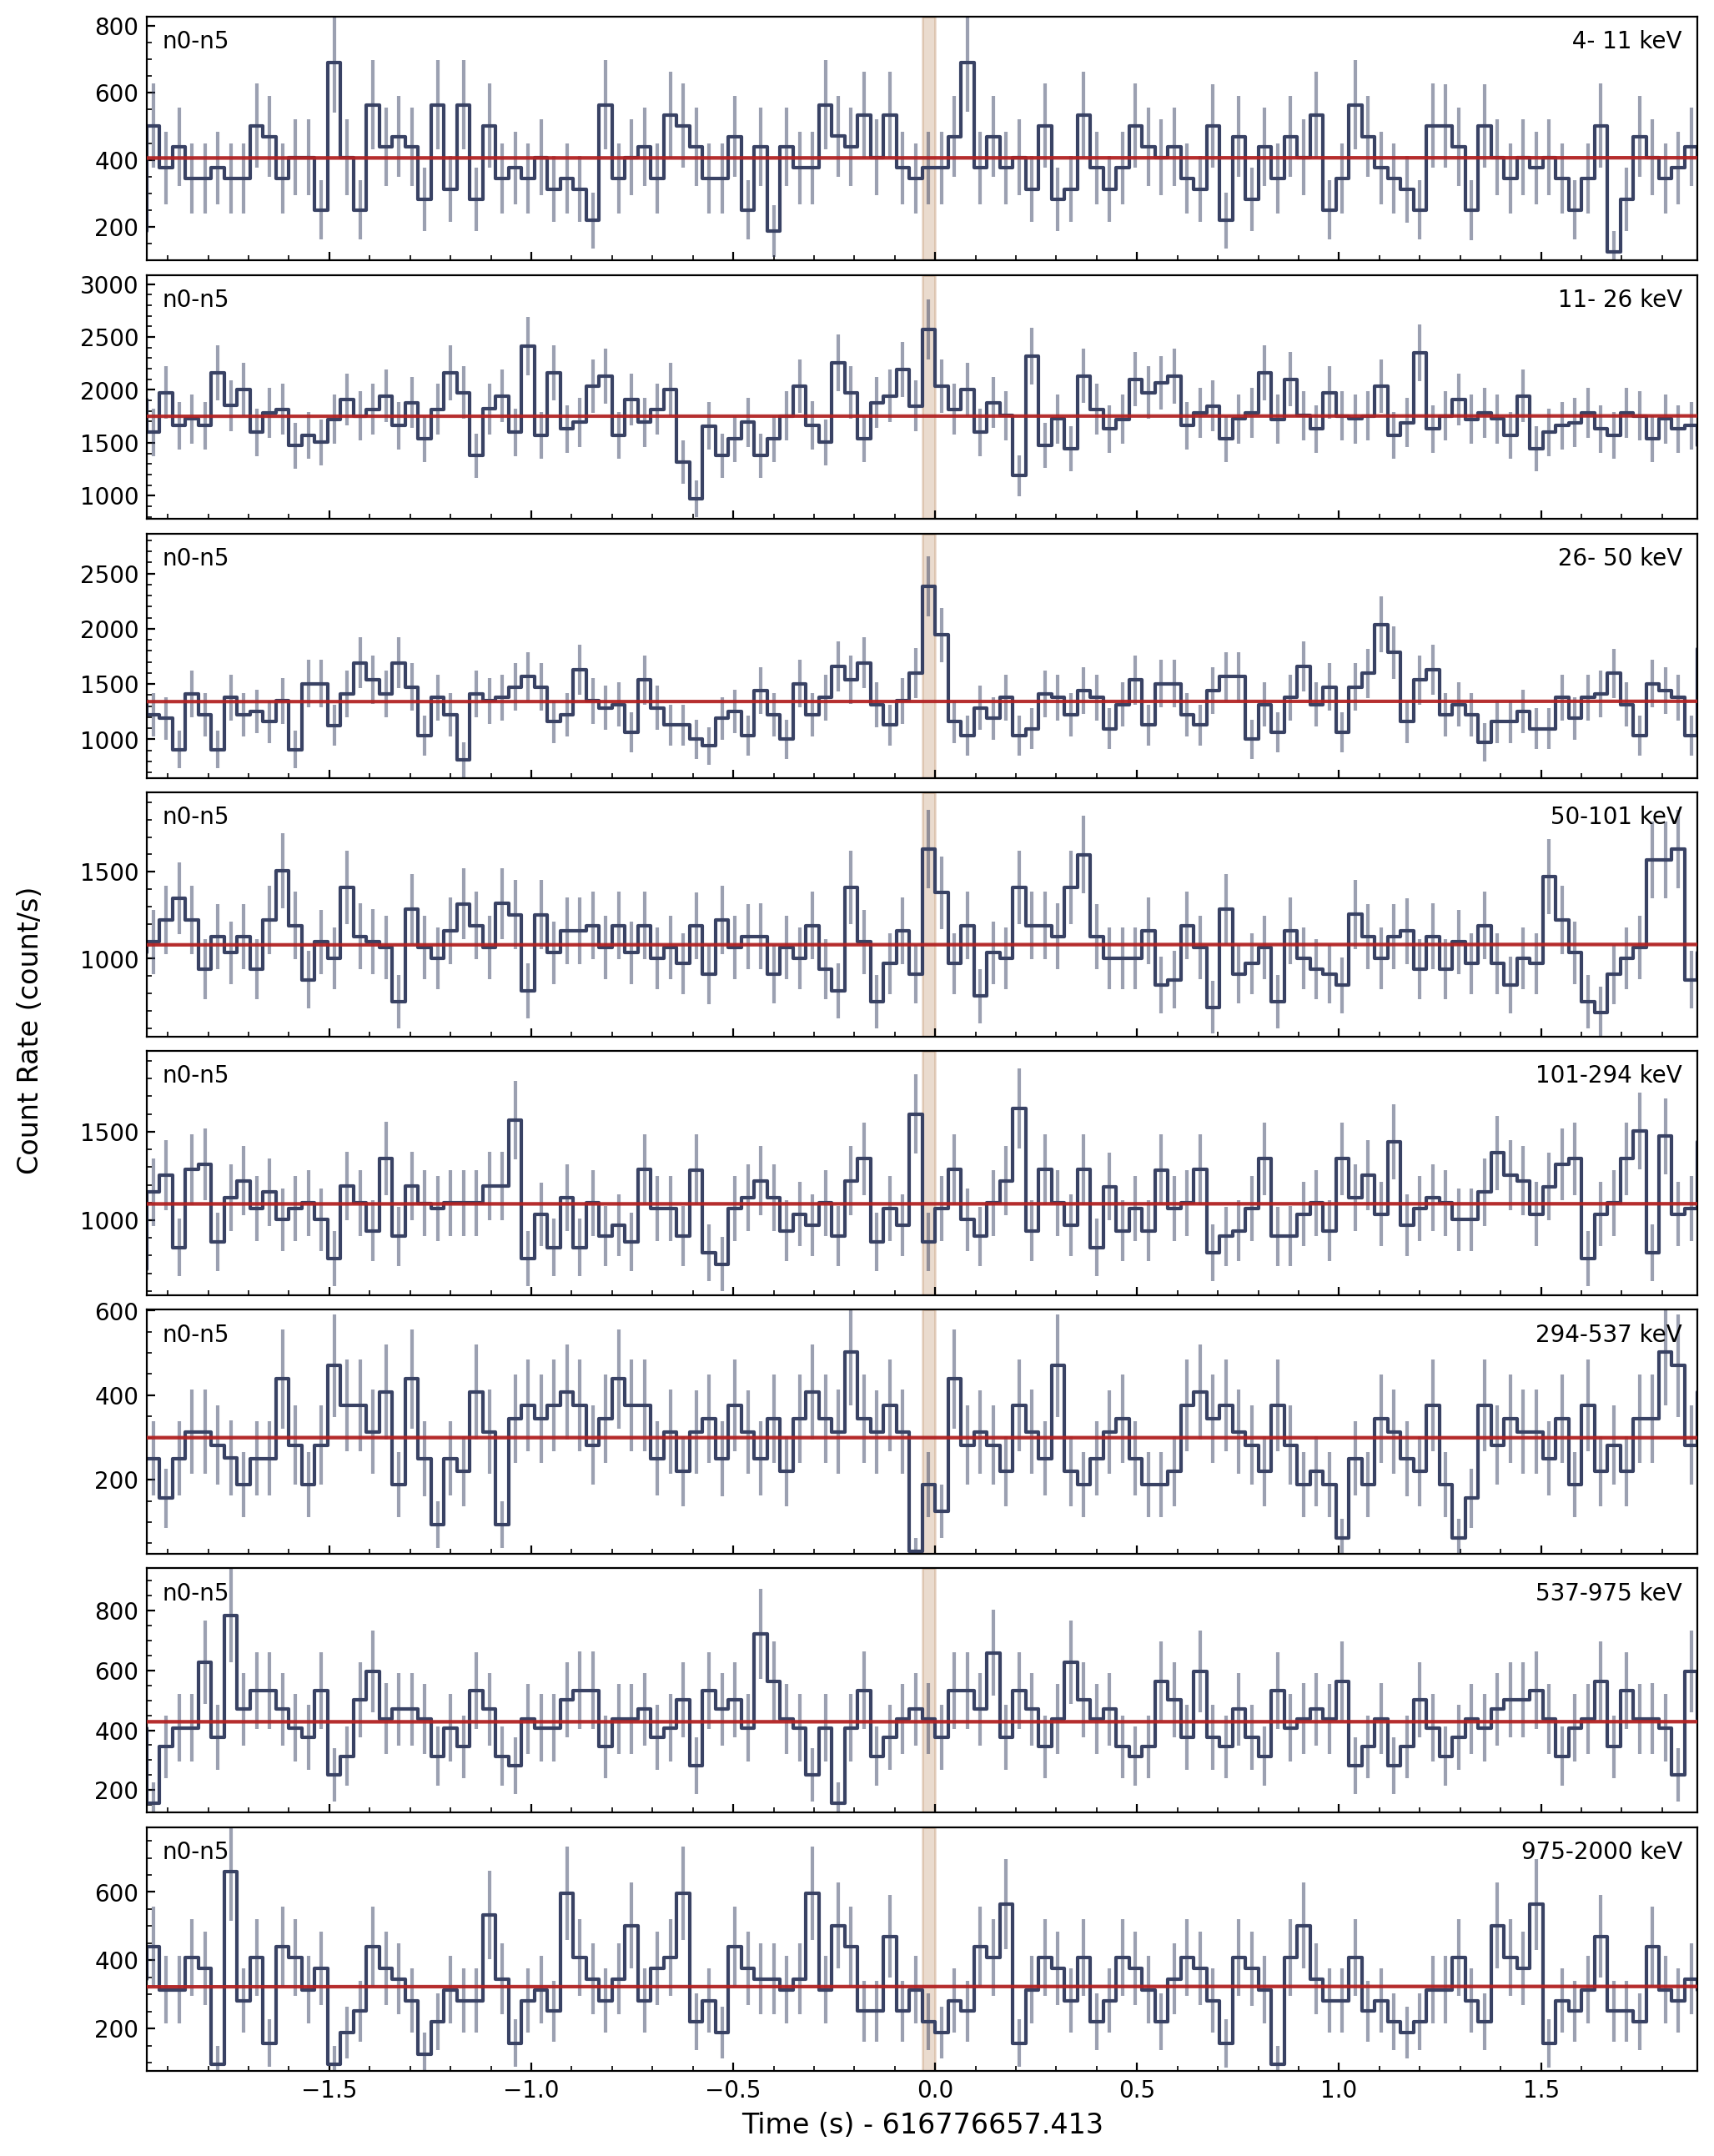 n0-n5 4- 11 keV
800
600
400
200
n0-n5 11- 26 keV
3000
2500
2000
1500
1000
n0-n5 26- 50 keV
2500
2000
1500
1000
n0-n5 50-101 keV
1500
1000
Count Rate (count/s)
n0-n5 101-294 keV
1500
1000
n0-n5 294-537 keV
600
400
200
n0-n5 537-975 keV
800
600
400
200
n0-n5 975-2000 keV
600
400
200
−1.5 −1.0 −0.5 0.0 0.5 1.0 1.5
Time (s) - 616776657.413